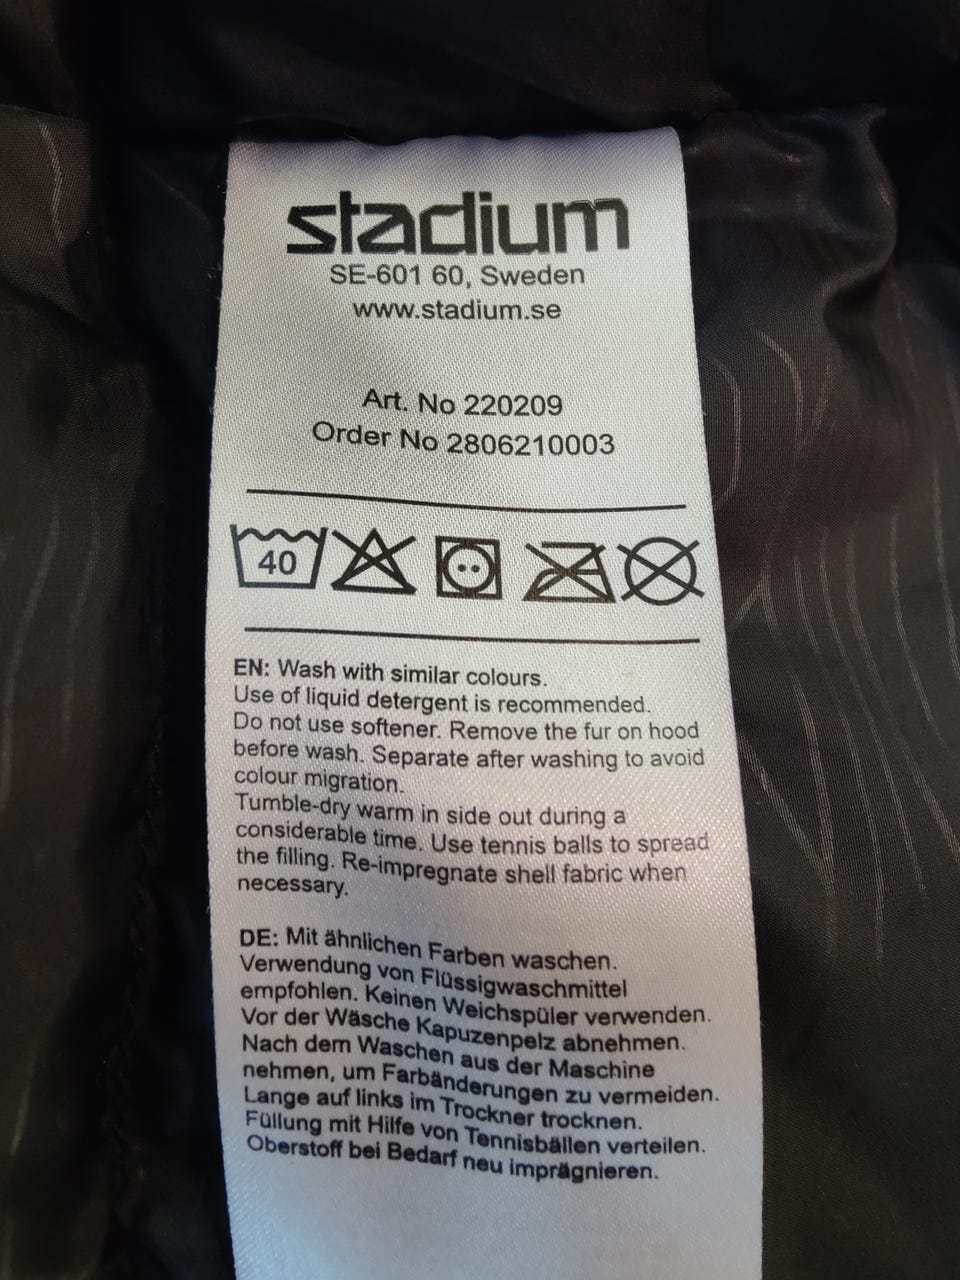 stadium
SE-601 60, Sweden
www.stadium.se
Art. No 220209
Order No 2806210003
40
EN: Wash with similar colours.
Use of liquid detergent is recommended.
Do not use softener. Remove the fur on hood
before wash. Separate after washing to avoid
colour migration.
Tumble-dry warm in side out during a
considerable time. Use tennis balls to spread
the filling. Re-impregnate shell fabric when
necessary.
DE: Mit ähnlichen Farben waschen.
Verwendung von Flüssigwaschmittel
empfohlen. Keinen Weichspüler verwenden.
Vor der Wäsche Kapuzenpelz abnehmen.
Nach dem Waschen aus der Maschine
nehmen, um Farbänderungen zu vermeiden.
Lange auf links im Trockner trocknen.
Füllung mit Hilfe von Tennisbällen verteilen.
Oberstoff bei Bedarf neu imprägnieren.